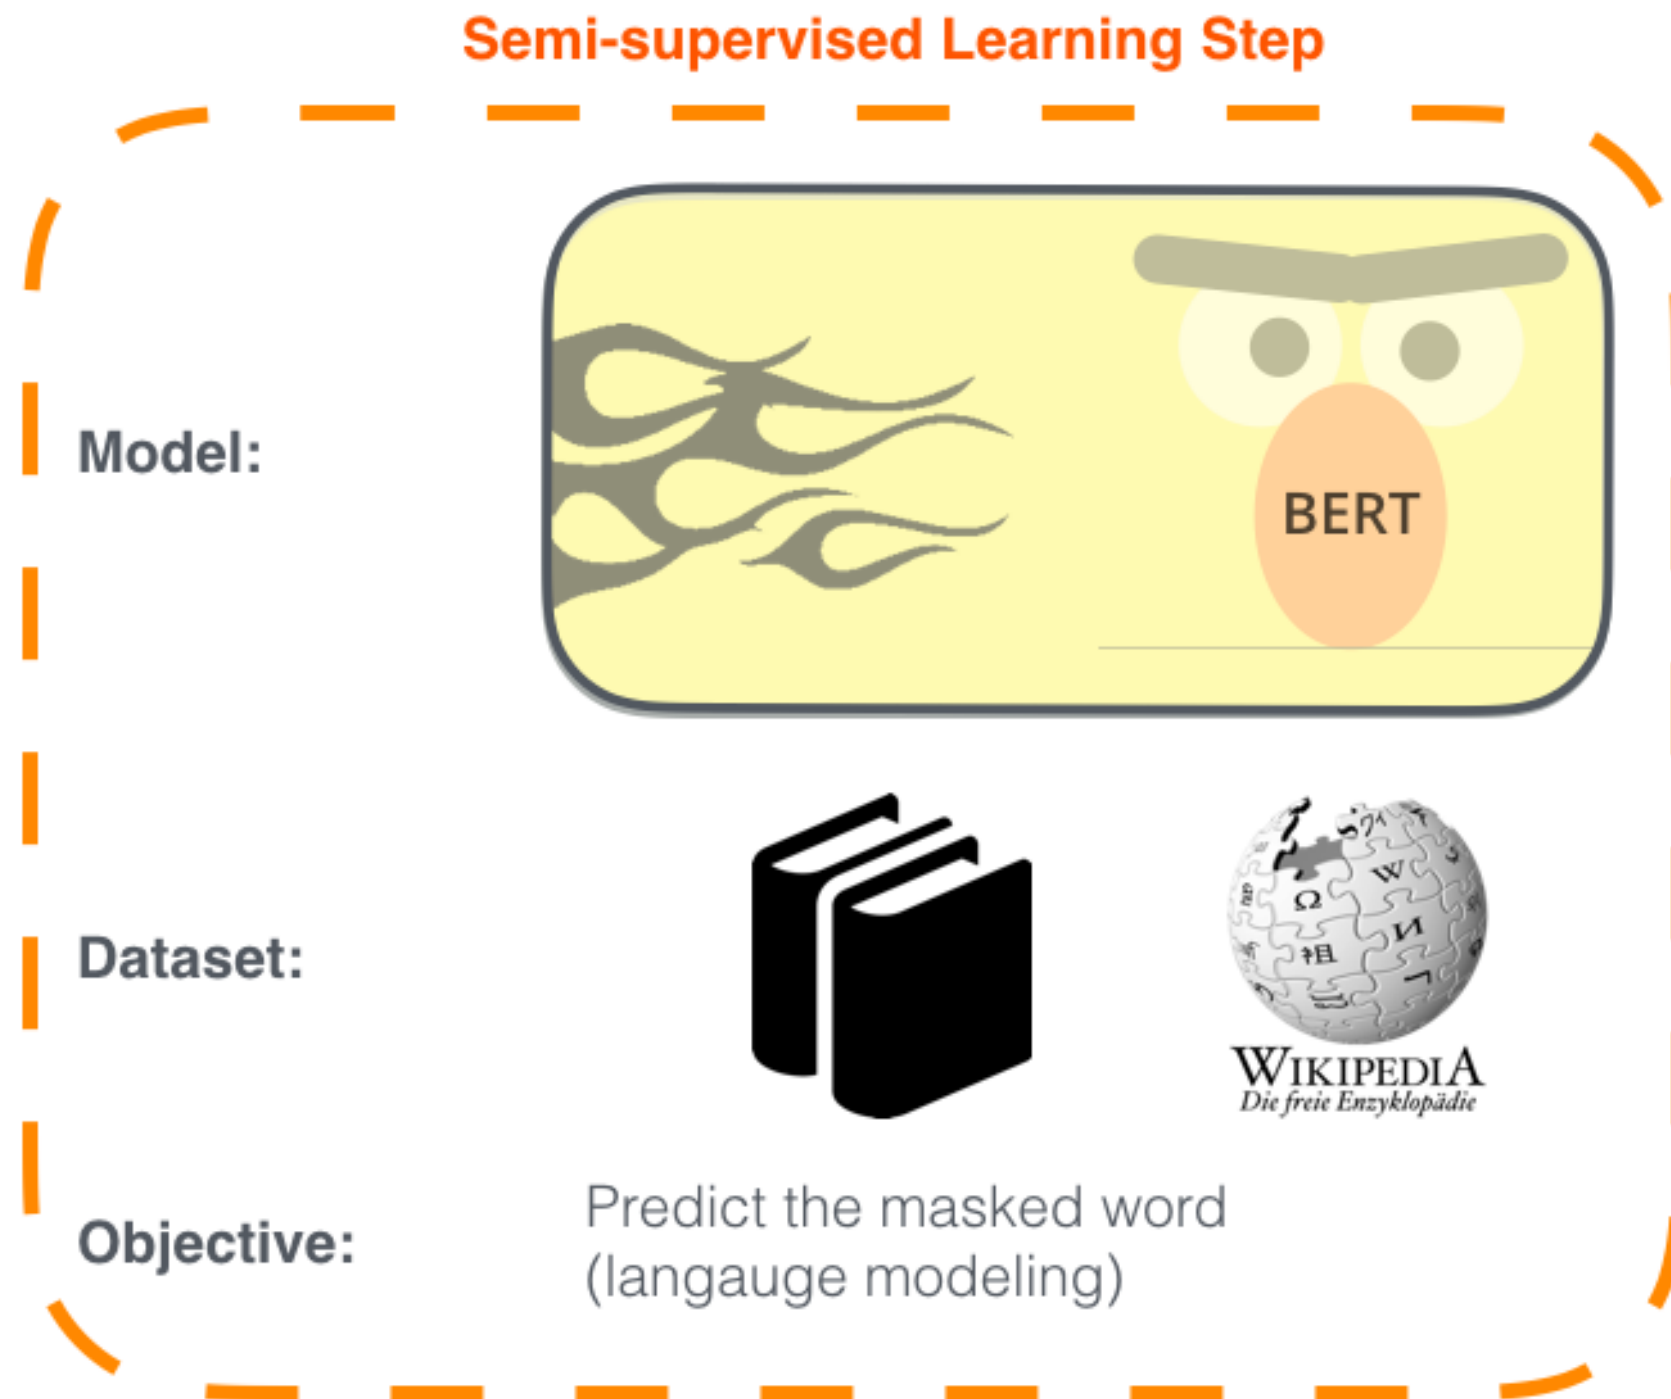 Semi-supervised Learning Step
Model:
BERT
Dataset:
WIKIPEDIA
Die freie Enzyklopädie
Objective:
Predict the masked word
(langauge modeling)